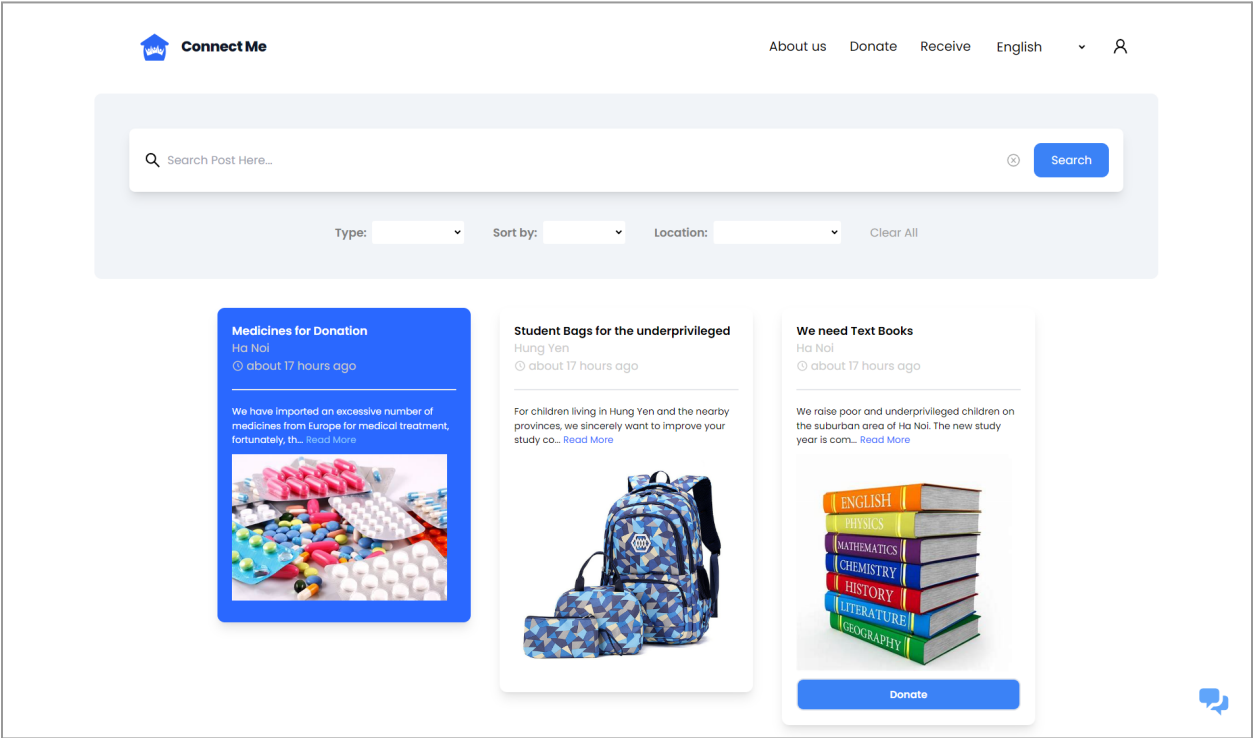 Connect Me
About us
Donate
Receive
English
Search Post Here...
Search
Type:
Sort by:
Location:
Clear All
Medicines for Donation
Ha Noi
about 17 hours ago
We have imported an excessive number of
medicines from Europe for medical treatment,
fortunately, th... Read More
Student Bags for the underprivileged
Hung Yen
about 17 hours ago
For children living in Hung Yen and the nearby
provinces, we sincerely want to improve your
study co... Read More
We need Text Books
Ha Noi
about 17 hours ago
We raise poor and underprivileged children on
the suburban area of Ha Noi. The new study
year is com... Read More
ENGLISH
PHYSICS
MATHEMATICS
CHEMISTRY
HISTORY
LITERATURE
GEOGRAPHY
Donate